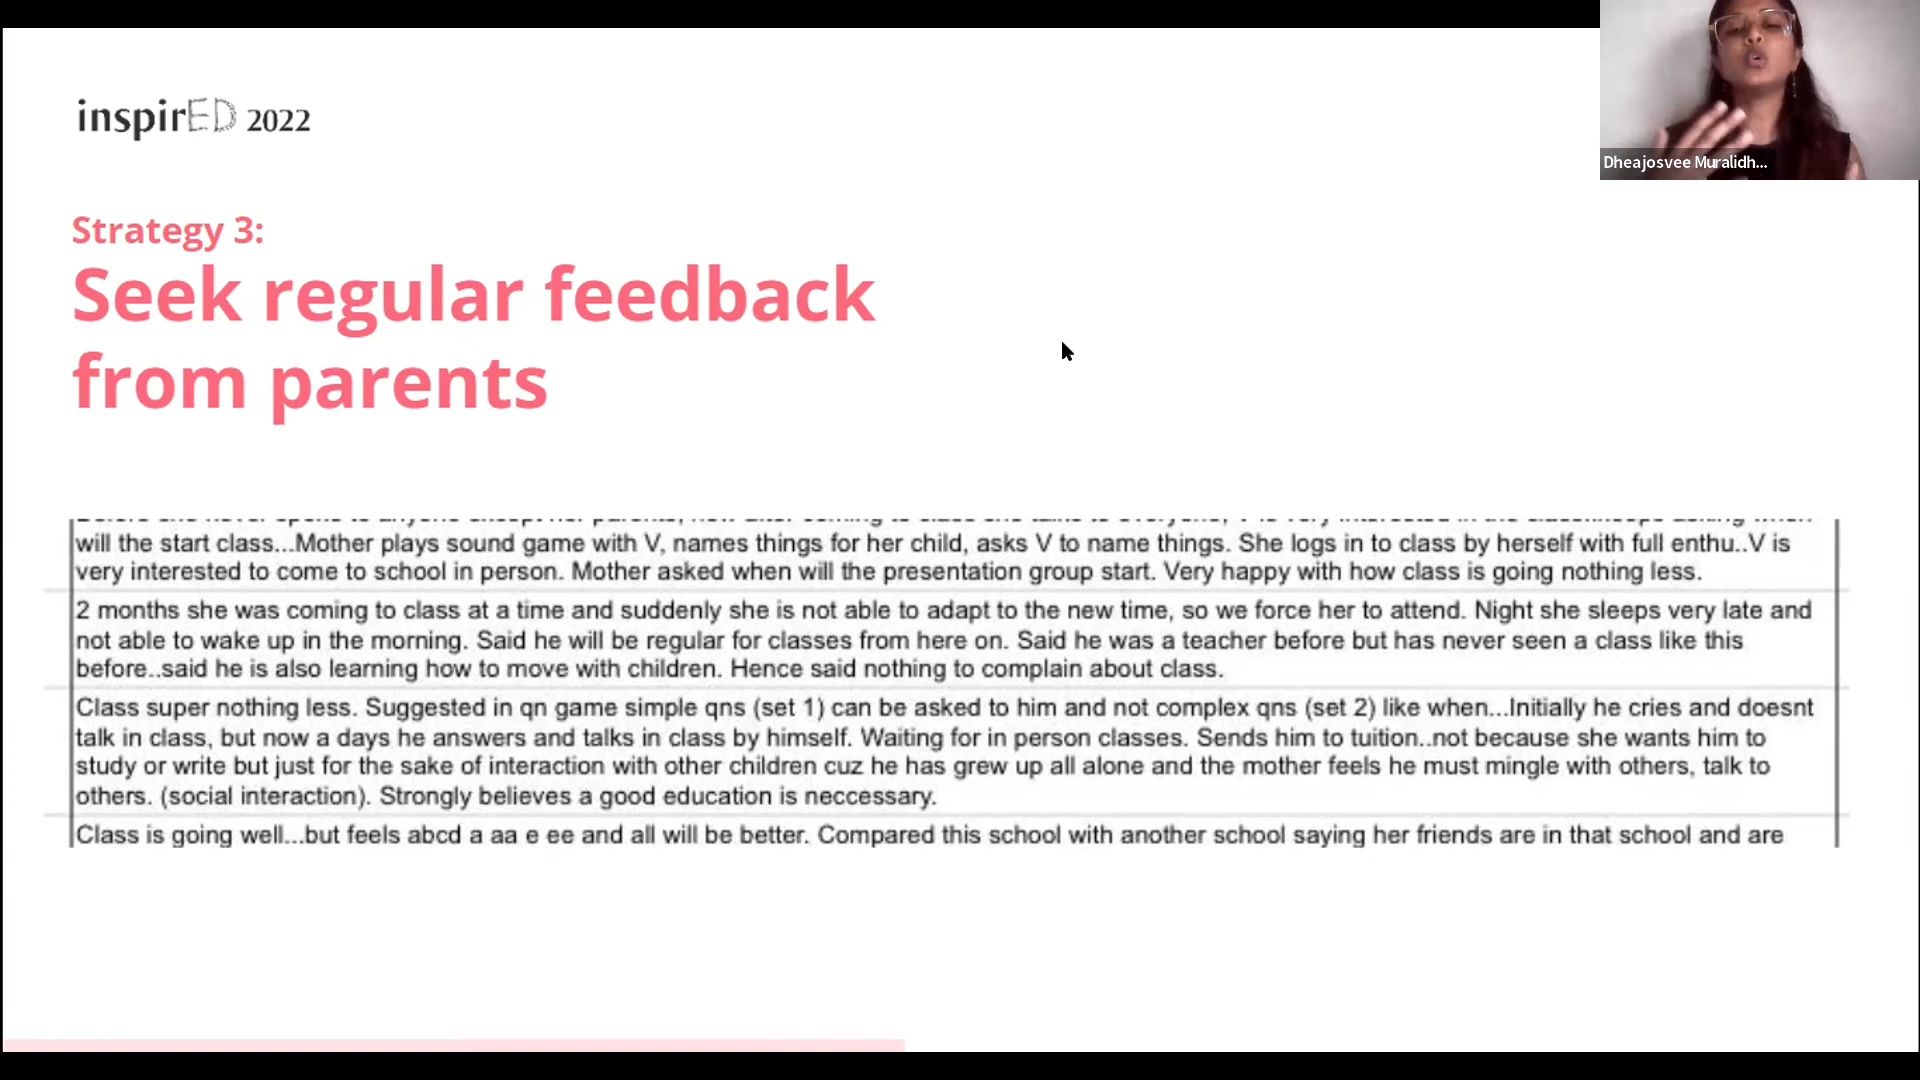 inspirED 2022
Dheajosvee Muralidh...
Strategy 3:
Seek regular feedback
from parents
will the start class...Mother plays sound game with V, names things for her child, asks V to name things. She logs in to class by herself with full enthu..V is
very interested to come to school in person. Mother asked when will the presentation group start. Very happy with how class is going nothing less.
2 months she was coming to class at a time and suddenly she is not able to adapt to the new time, so we force her to attend. Night she sleeps very late and
not able to wake up in the morning. Said he will be regular for classes from here on. Said he was a teacher before but has never seen a class like this
before..said he is also learning how to move with children. Hence said nothing to complain about class.
Class super nothing less. Suggested in qn game simple qns (set 1) can be asked to him and not complex qns (set 2) like when...Initially he cries and doesnt
talk in class, but now a days he answers and talks in class by himself. Waiting for in person classes. Sends him to tuition..not because she wants him to
study or write but just for the sake of interaction with other children cuz he has grew up all alone and the mother feels he must mingle with others, talk to
others. (social interaction). Strongly believes a good education is neccessary.
Class is going well...but feels abcd a aa e ee and all will be better. Compared this school with another school saying her friends are in that school and are